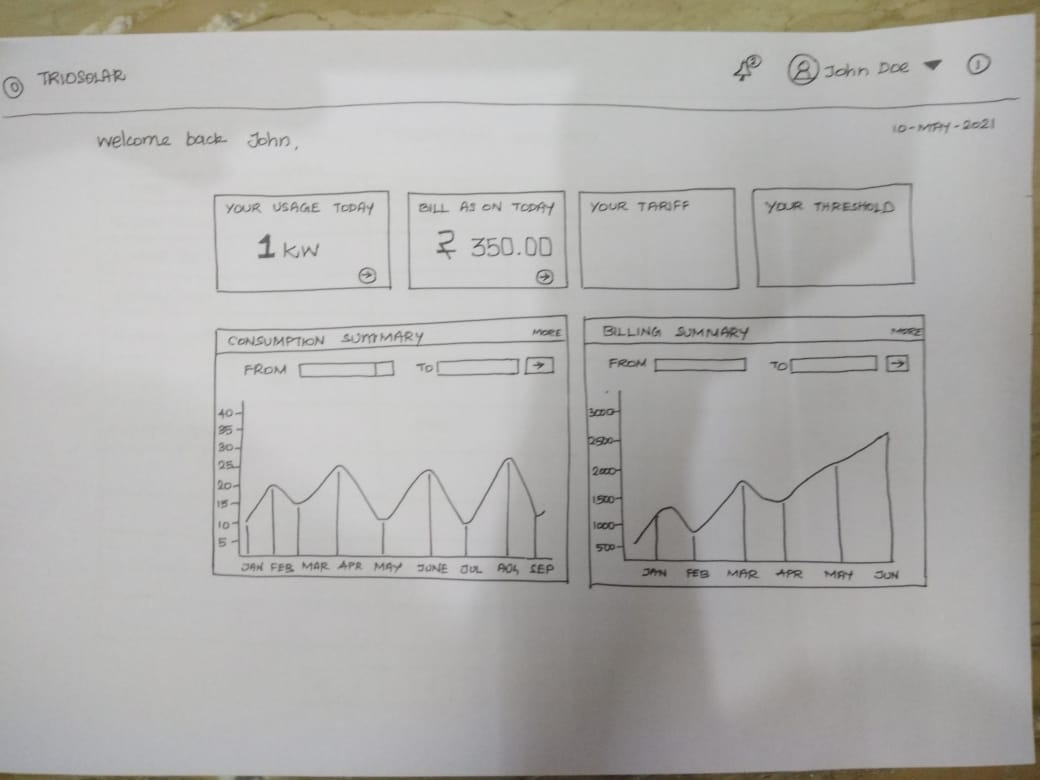 TRIOSOLAR
2
John Doe
welcome back John,
10-MAY-2021
YOUR USAGE TODAY
1 KW
BILL AS ON TODAY
₹ 350.00
YOUR TARIFF
YOUR THRESHOLD
CONSUMPTION SUMMARY MORE
FROM TO
40
35
30
25
20
15
10
5
JAN FEB MAR APR MAY JUNE JUL AUG SEP
BILLING SUMMARY MORE
FROM TO
3000
2500
2000
1500
1000
500
JAN FEB MAR APR MAY JUN